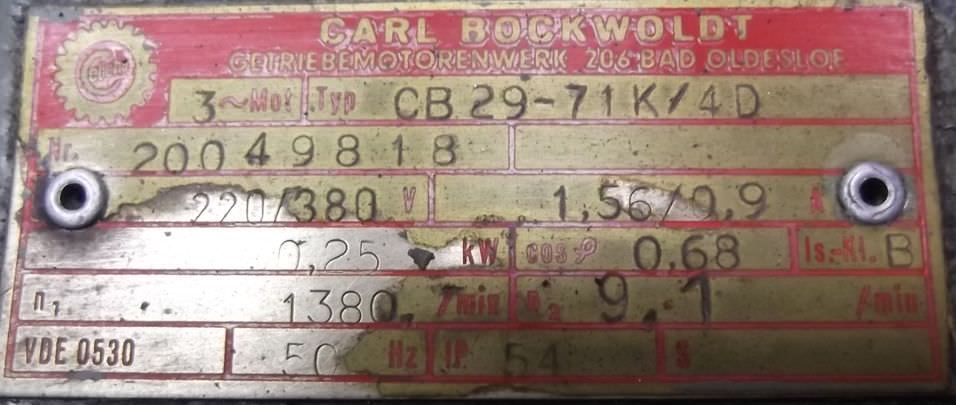 CARL BOCKWOLDT
GETRIEBEMOTORENWERK 206 BAD OLDESLOE
3~Mot Typ CB 29-71K/4D
Nr. 20049818
220/380 V 1,56/0,9 A
0,25 kW cos φ 0,68 Is.-Kl. B
n₁ 1380, /min n₂ 9,1 /min
VDE 0530 50 Hz IP 54 S